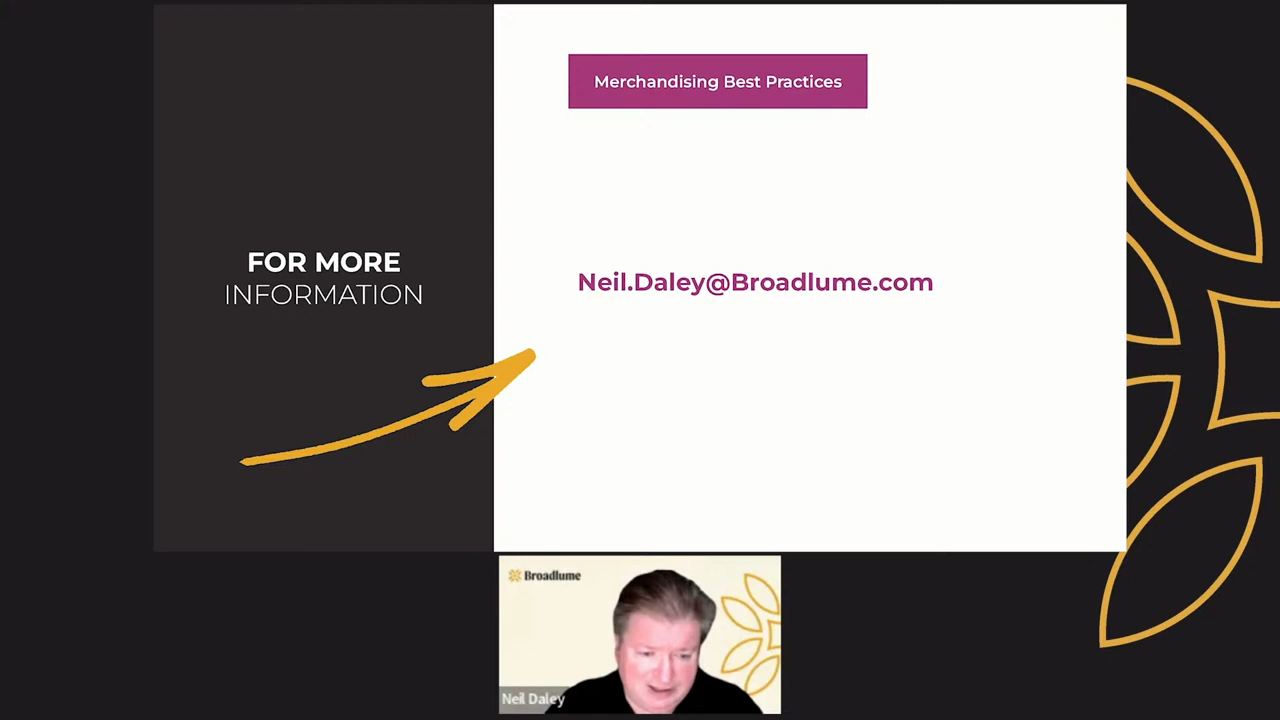 Merchandising Best Practices
FOR MORE
INFORMATION
Neil.Daley@Broadlume.com
Broadlume
Neil Daley